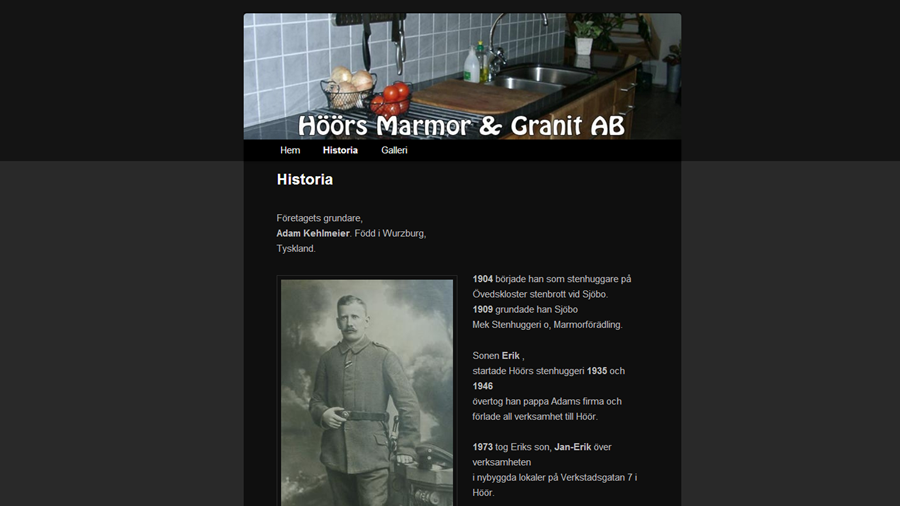 Höörs Marmor & Granit AB
Hem Historia Galleri
Historia
Företagets grundare,
Adam Kehlmeier. Född i Wurzburg,
Tyskland.
1904 började han som stenhuggare på
Övedskloster stenbrott vid Sjöbo.
1909 grundade han Sjöbo
Mek Stenhuggeri o, Marmorförädling.
Sonen Erik ,
startade Höörs stenhuggeri 1935 och
1946
övertog han pappa Adams firma och
förlade all verksamhet till Höör.
1973 tog Eriks son, Jan-Erik över
verksamheten
i nybyggda lokaler på Verkstadsgatan 7 i
Höör.